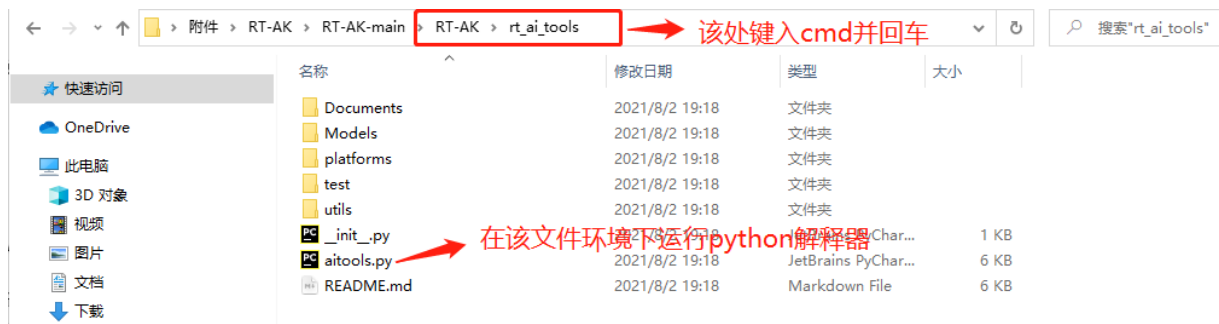 附件 > RT-AK > RT-AK-main > RT-AK > rt_ai_tools
该处键入cmd并回车
搜索"rt_ai_tools"
名称 修改日期 类型 大小
快速访问
OneDrive
此电脑
3D 对象
视频
图片
文档
下载
Documents 2021/8/2 19:18 文件夹
Models 2021/8/2 19:18 文件夹
platforms 2021/8/2 19:18 文件夹
test 2021/8/2 19:18 文件夹
utils 2021/8/2 19:18 文件夹
__init__.py 1 KB
在该文件环境下运行python解释器
aitools.py 2021/8/2 19:18 JetBrains PyChar... 6 KB
README.md 2021/8/2 19:18 Markdown File 6 KB